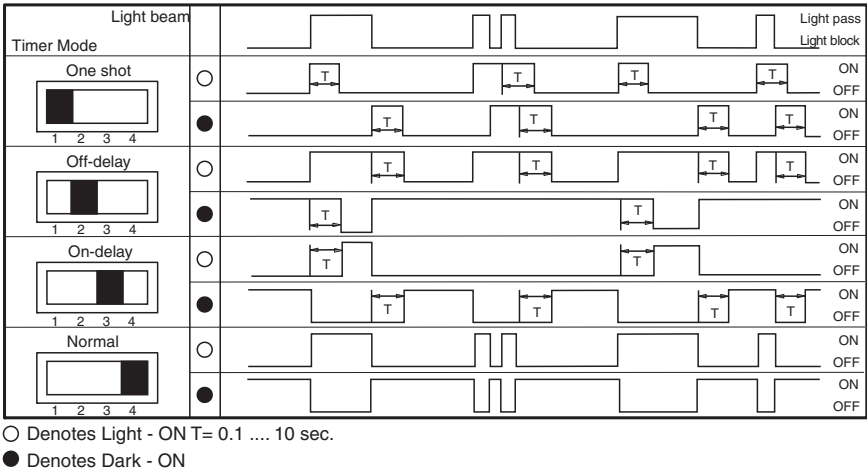 Light beam
Timer Mode
Light pass
Light block
One shot
1 2 3 4
T T T T
ON
OFF
T T T T
ON
OFF
Off-delay
1 2 3 4
T T T T
ON
OFF
T T
ON
OFF
On-delay
1 2 3 4
T T
ON
OFF
T T T T
ON
OFF
Normal
1 2 3 4
ON
OFF
ON
OFF
Denotes Light - ON T= 0.1 .... 10 sec.
Denotes Dark - ON